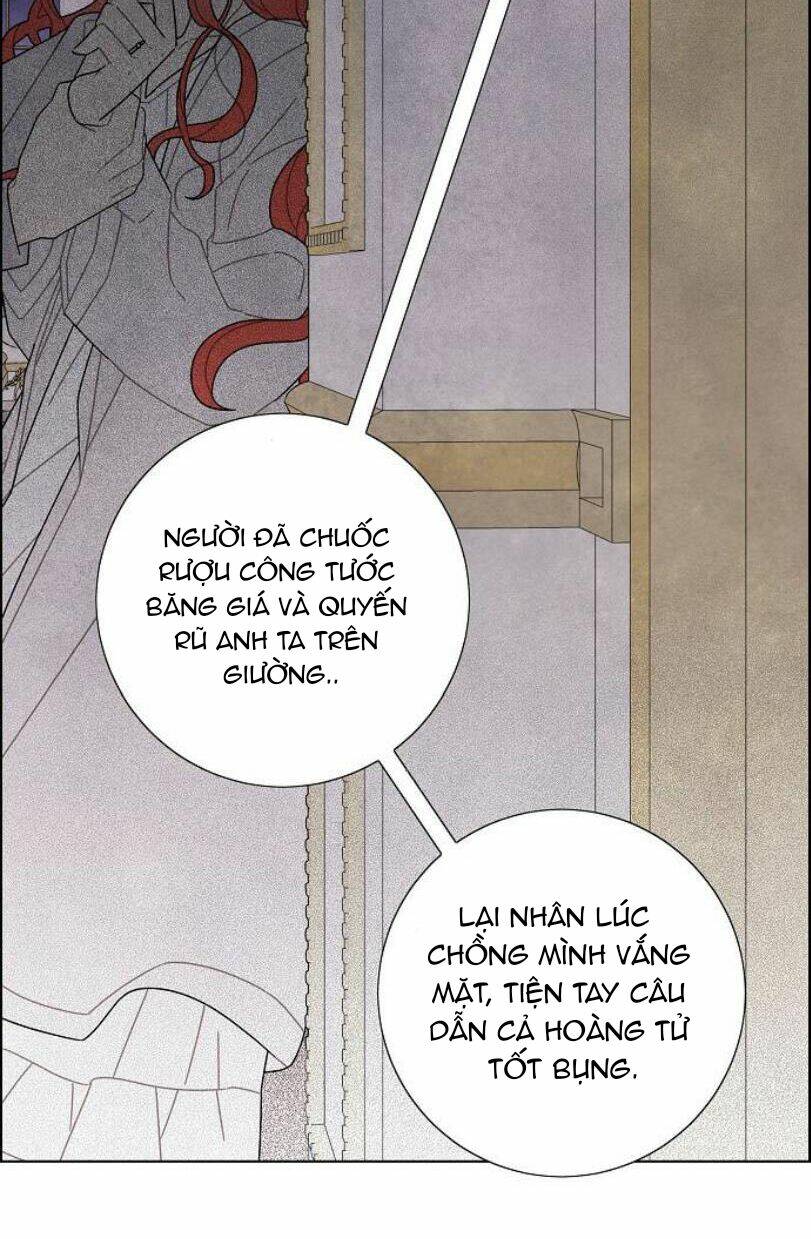 NGƯỜI ĐÃ CHUỐC
RƯỢU CÔNG TƯỚC
BĂNG GIÁ VÀ QUYẾN
RŨ ANH TA TRÊN
GIƯỜNG..
LẠI NHÂN LÚC
CHỒNG MÌNH VẮNG
MẶT, TIỆN TAY CÂU
DẪN CẢ HOÀNG TỬ
TỐT BỤNG.